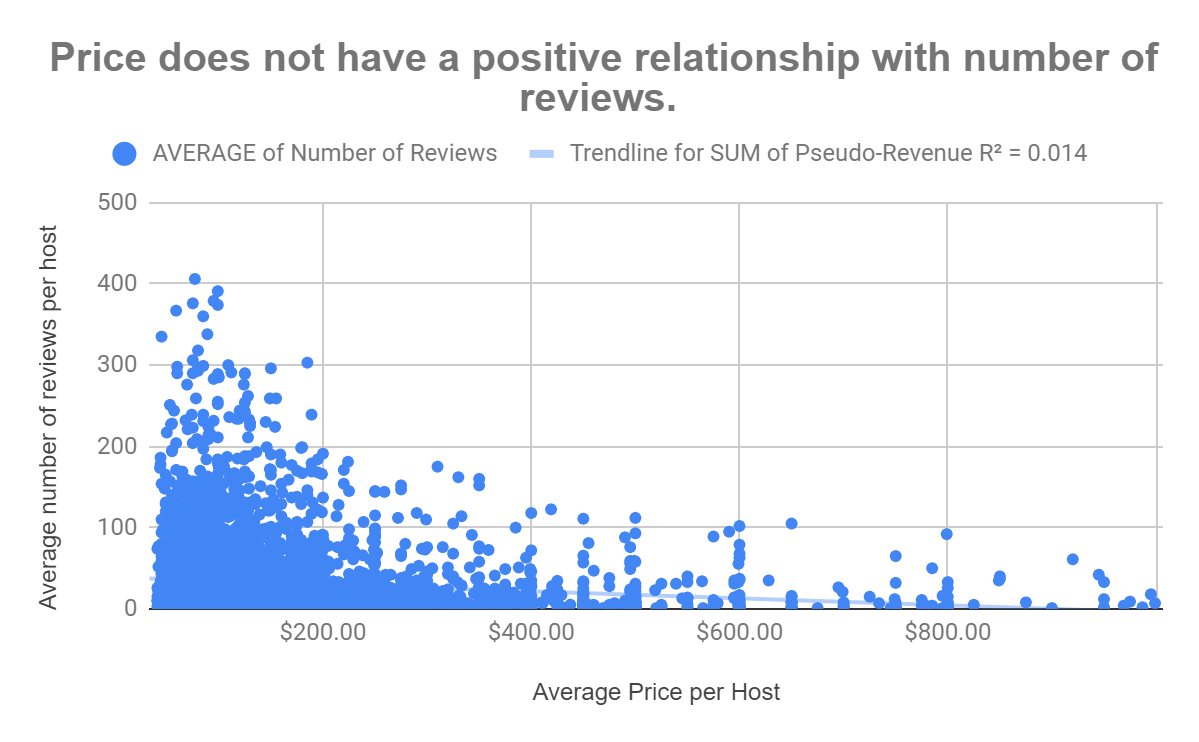 Price does not have a positive relationship with number of
reviews.
AVERAGE of Number of Reviews
Trendline for SUM of Pseudo-Revenue R² = 0.014
Average number of reviews per host
500
400
300
200
100
0
$200.00
$400.00
$600.00
$800.00
Average Price per Host